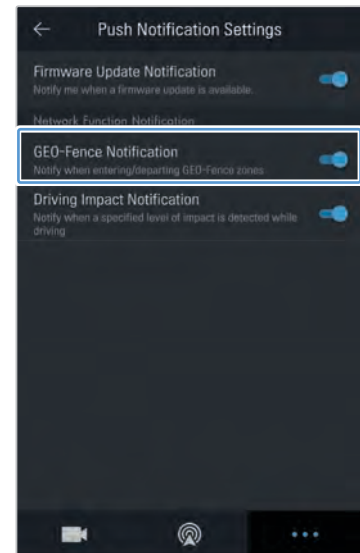 Push Notification Settings
Firmware Update Notification
Notify me when a firmware update is available.
Network Function Notification
GEO-Fence Notification
Notify when entering/departing GEO-Fence zones
Driving Impact Notification
Notify when a specified level of impact is detected while
driving